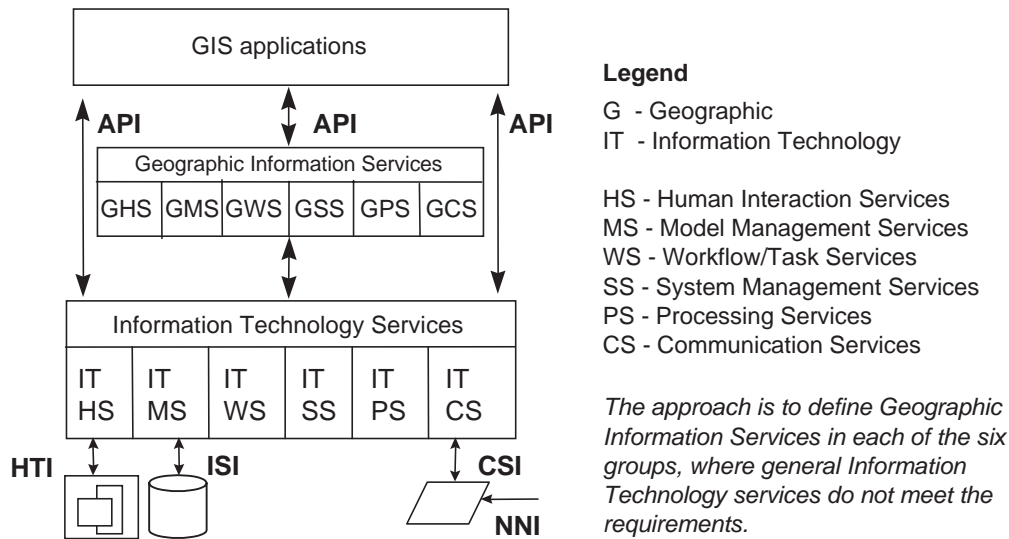 GIS applications
API
API
API
Geographic Information Services
GHS GMS GWS GSS GPS GCS
Information Technology Services
IT HS
IT MS
IT WS
IT SS
IT PS
IT CS
HTI
ISI
CSI
NNI
Legend
G - Geographic
IT - Information Technology
HS - Human Interaction Services
MS - Model Management Services
WS - Workflow/Task Services
SS - System Management Services
PS - Processing Services
CS - Communication Services
The approach is to define Geographic
Information Services in each of the six
groups, where general Information
Technology services do not meet the
requirements.